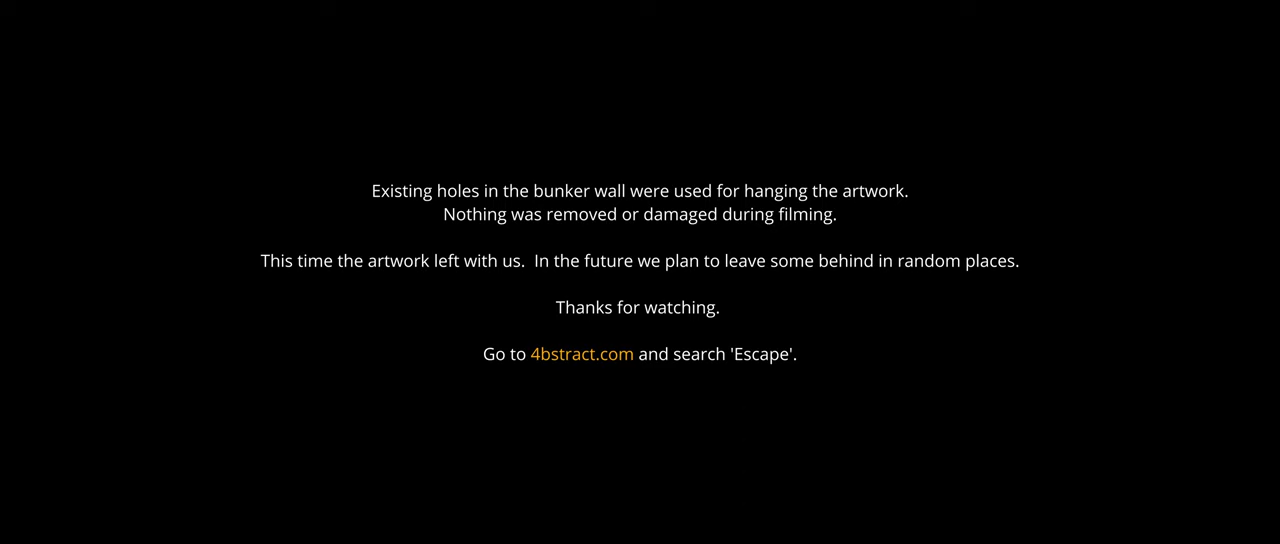 Existing holes in the bunker wall were used for hanging the artwork.
Nothing was removed or damaged during filming.
This time the artwork left with us.  In the future we plan to leave some behind in random places.
Thanks for watching.
Go to 4bstract.com and search 'Escape'.